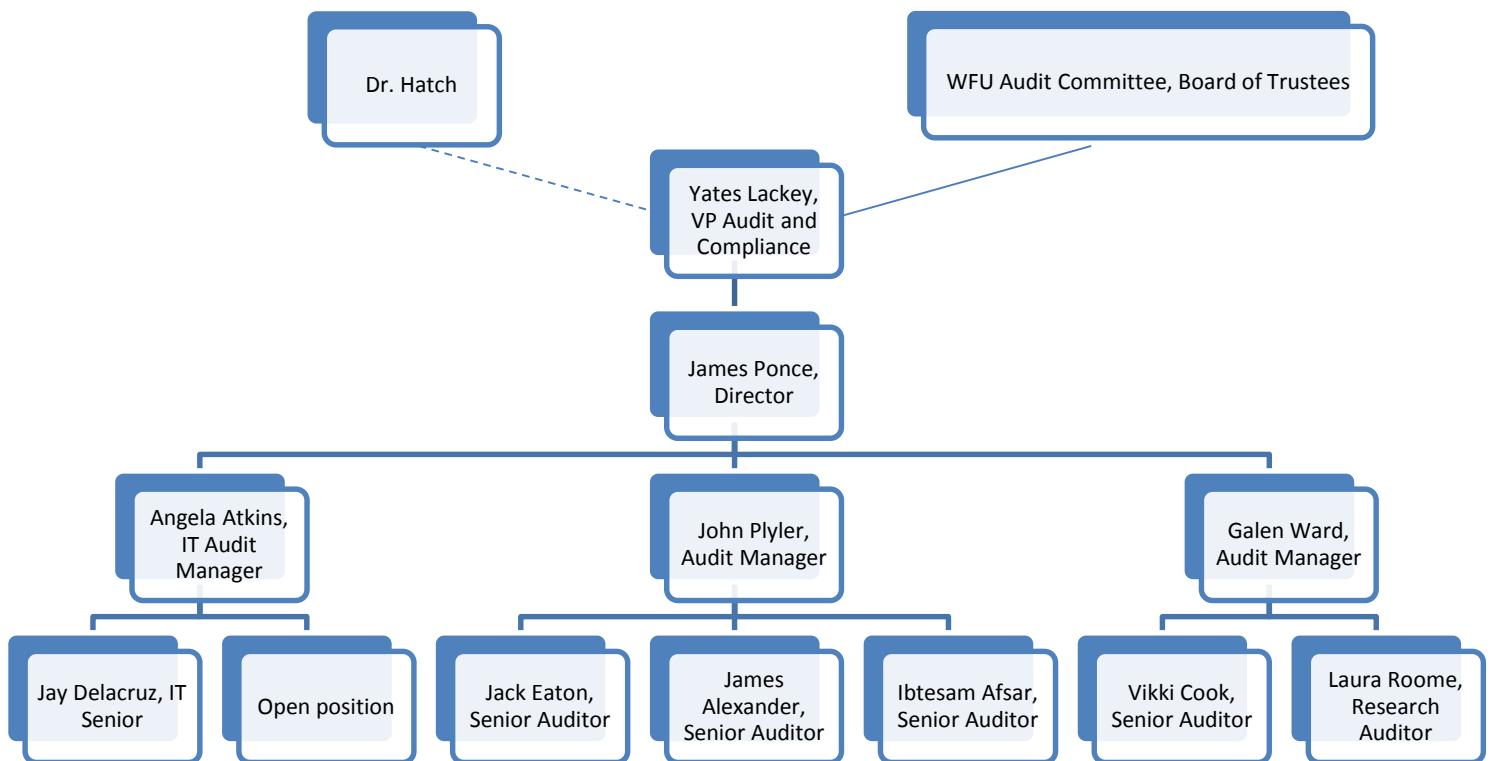 Dr. Hatch
WFU Audit Committee, Board of Trustees
Yates Lackey,
VP Audit and
Compliance
James Ponce,
Director
Angela Atkins,
IT Audit
Manager
John Plyler,
Audit Manager
Galen Ward,
Audit Manager
Jay Delacruz, IT
Senior
Open position
Jack Eaton,
Senior Auditor
James
Alexander,
Senior Auditor
Ibtesam Afsar,
Senior Auditor
Vikki Cook,
Senior Auditor
Laura Roome,
Research
Auditor